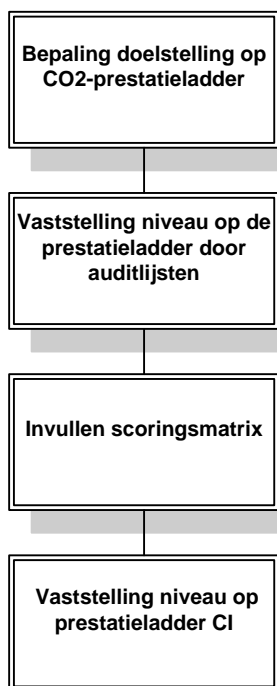 Bepaling doelstelling op
CO2-prestatieladder
Vaststelling niveau op de
prestatieladder door
auditlijsten
Invullen scoringsmatrix
Vaststelling niveau op
prestatieladder CI